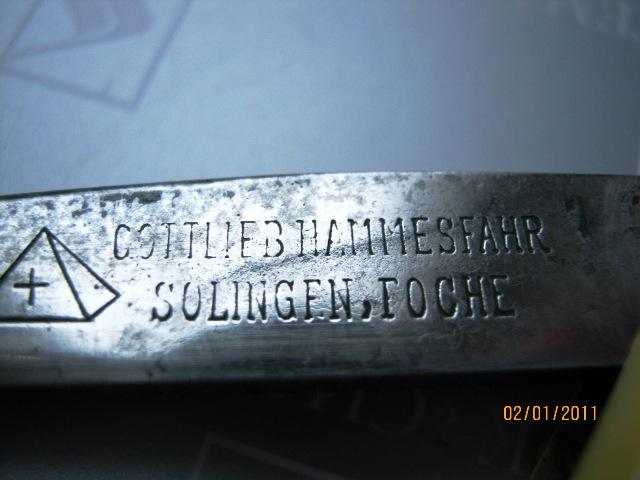 GOTTLIEB HAMMESFAHR
SOLINGEN, FOCHE
02/01/2011